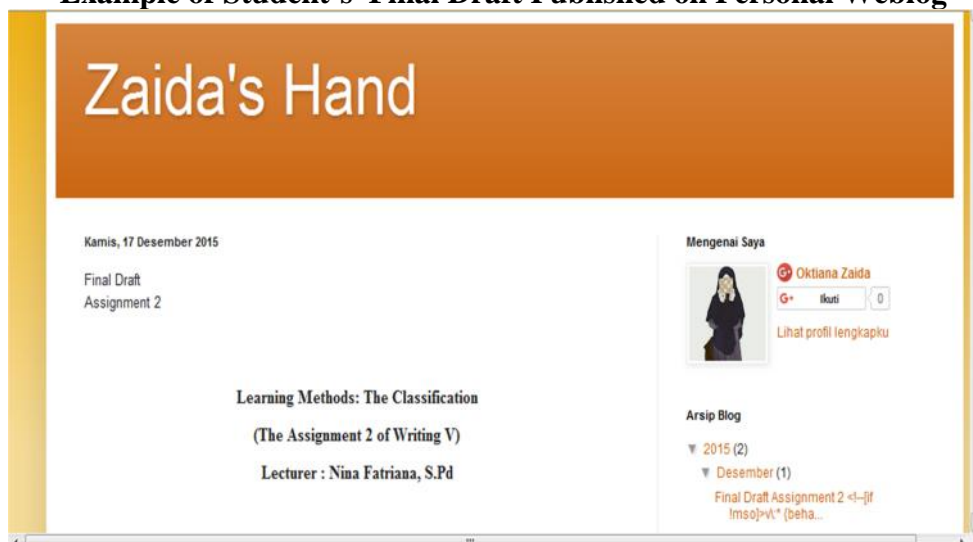 Example of Student's Final Draft Published on Personal Weblog
Zaida's Hand
Kamis, 17 Desember 2015
Final Draft
Assignment 2
Learning Methods: The Classification
(The Assignment 2 of Writing V)
Lecturer : Nina Fatriana, S.Pd
Mengenai Saya
Oktiana Zaida
G+ Ikuti 0
Lihat profil lengkapku
Arsip Blog
▼ 2015 (2)
▼ Desember (1)
Final Draft Assignment 2 <!--[if
!mso]>v\:* {beha...